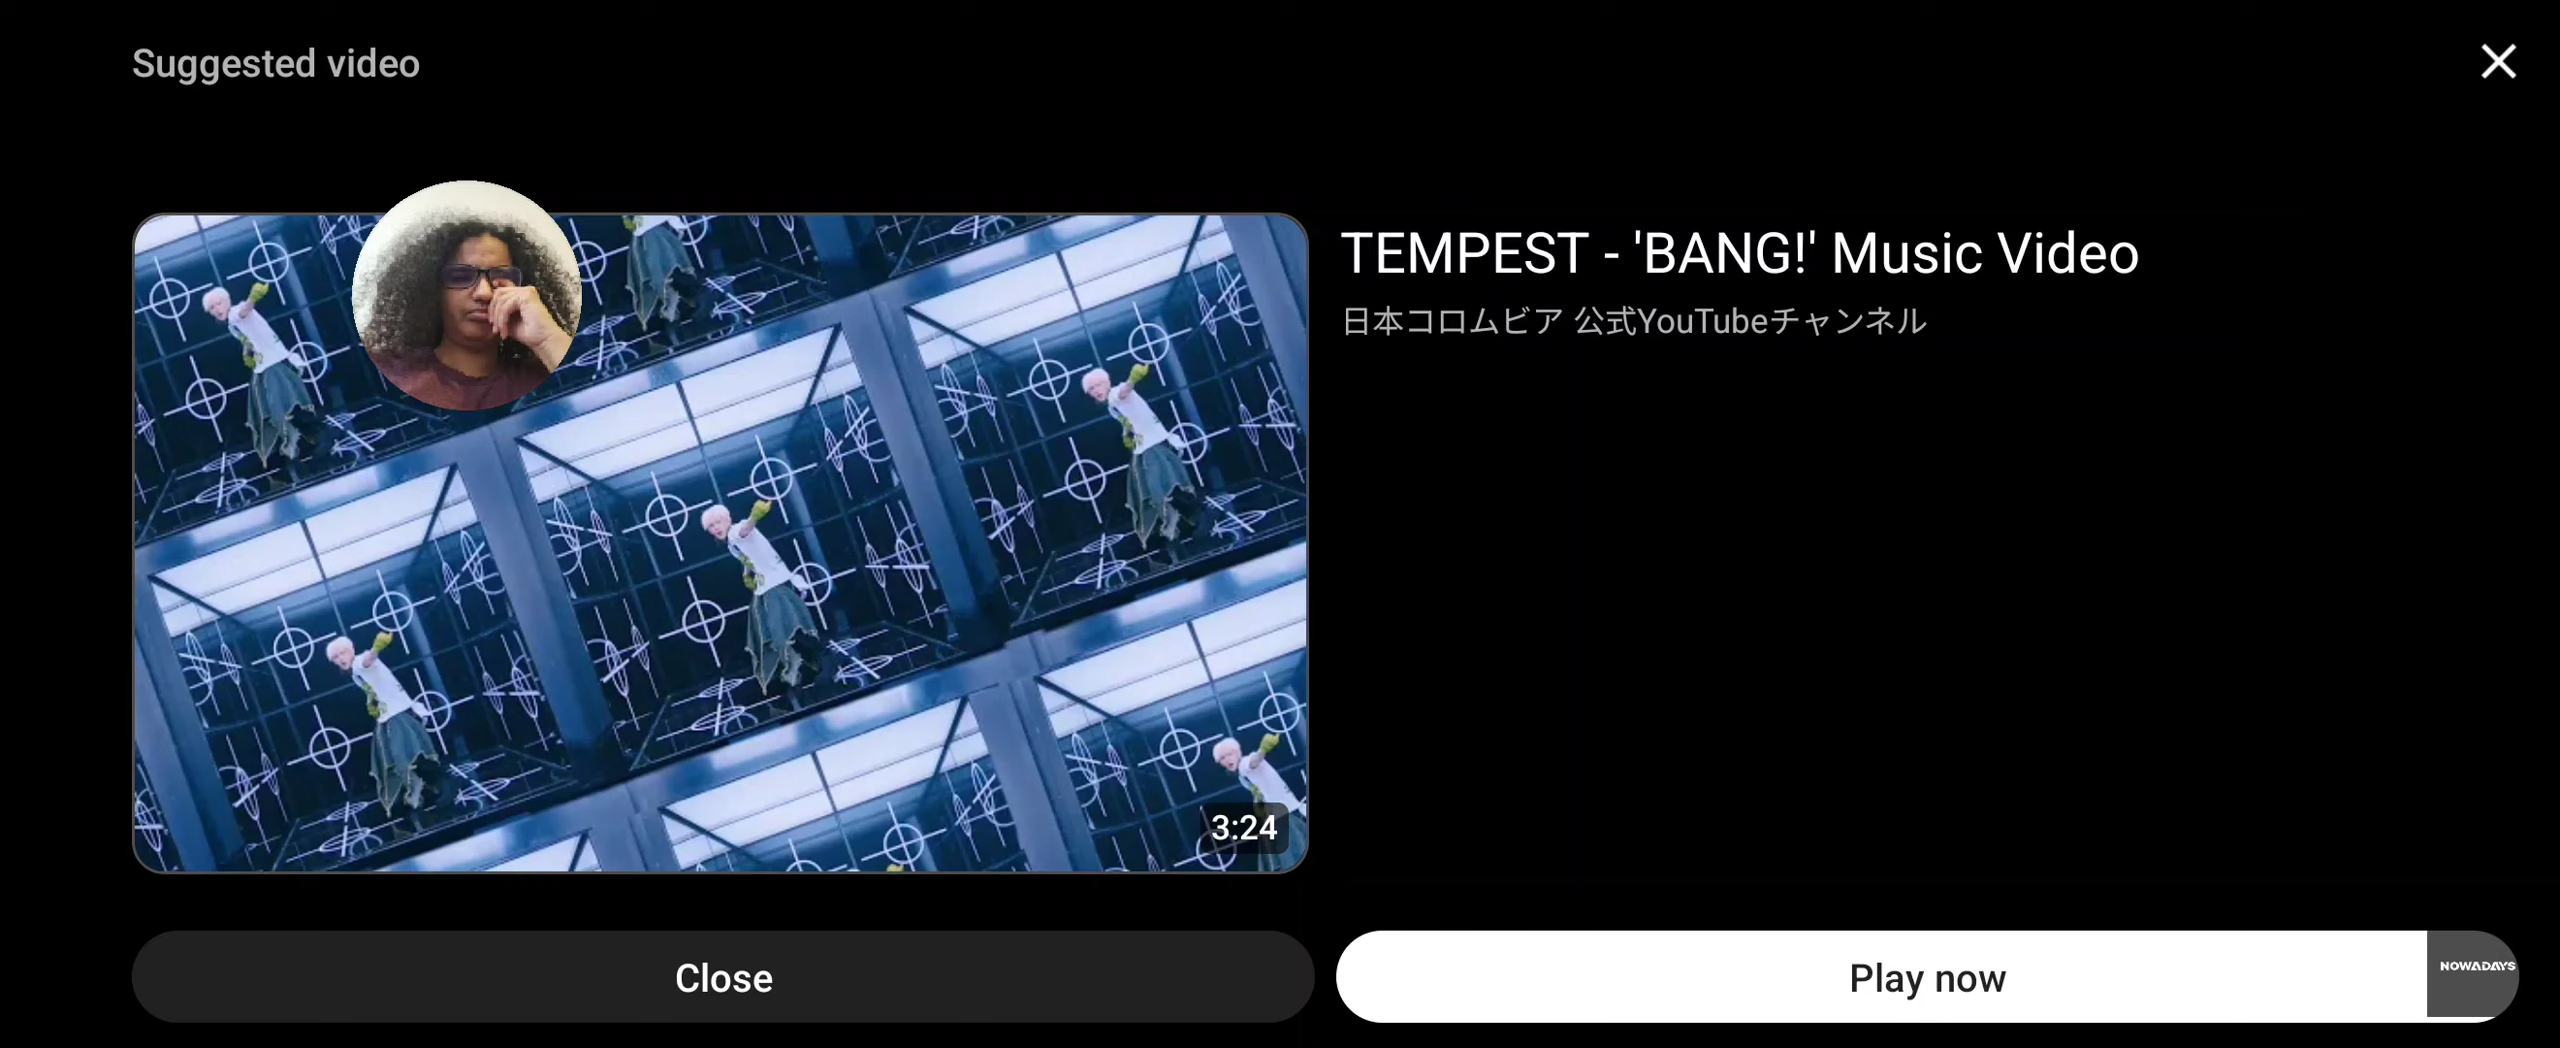 Suggested video
TEMPEST - 'BANG!' Music Video
日本コロムビア 公式YouTubeチャンネル
3:24
Close
Play now
NOWADAYS